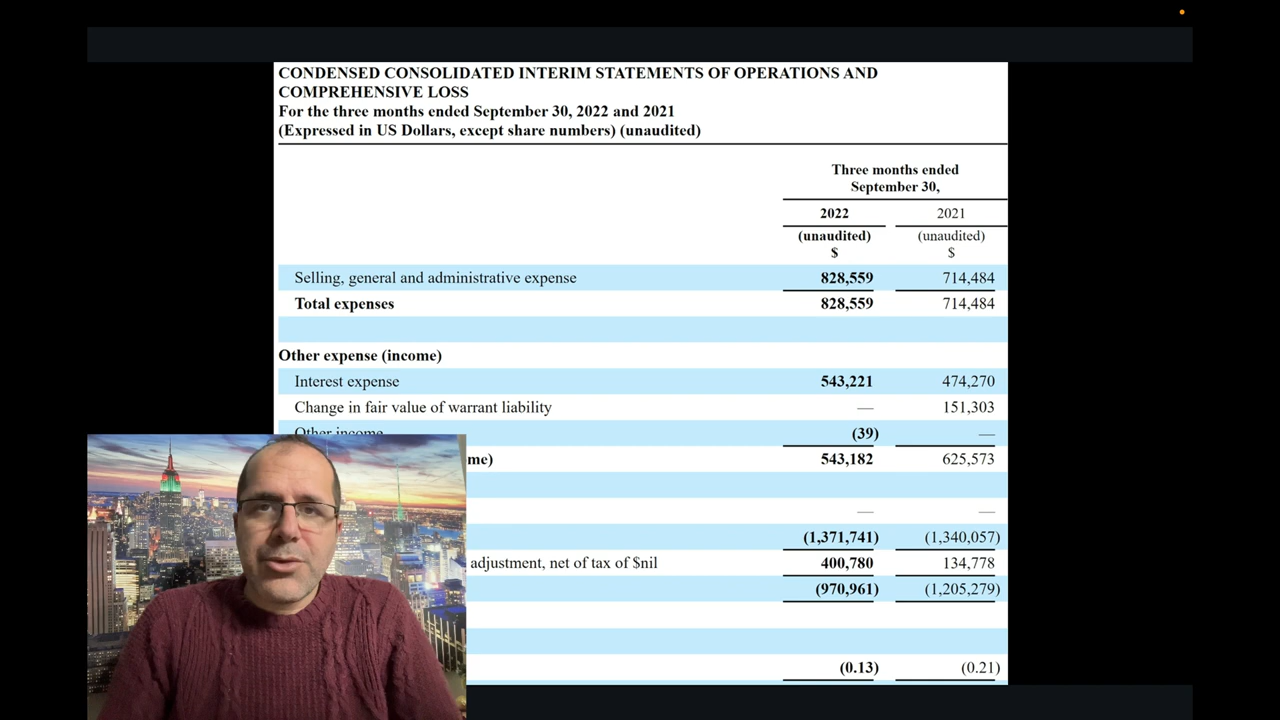 CONDENSED CONSOLIDATED INTERIM STATEMENTS OF OPERATIONS AND
COMPREHENSIVE LOSS
For the three months ended September 30, 2022 and 2021
(Expressed in US Dollars, except share numbers) (unaudited)
Three months ended
September 30,
2022 2021
(unaudited) (unaudited)
$ $
Selling, general and administrative expense 828,559 714,484
Total expenses 828,559 714,484
Other expense (income)
Interest expense 543,221 474,270
Change in fair value of warrant liability — 151,303
Other income (39) —
me) 543,182 625,573
— —
(1,371,741) (1,340,057)
adjustment, net of tax of $nil 400,780 134,778
(970,961) (1,205,279)
(0.13) (0.21)